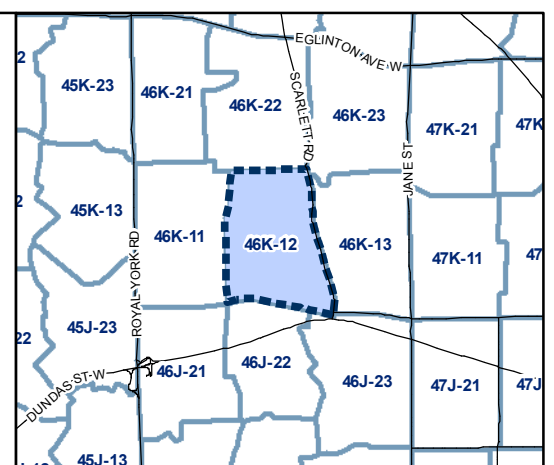 EGLINTON AVE W
2
45K-23
46K-21
46K-22
SCARLETT RD
46K-23
47K-21
47K
JANE ST
2
45K-13
46K-11
46K-12
46K-13
47K-11
47
ROYAL YORK RD
22
45J-23
46J-21
46J-22
46J-23
47J-21
47J
DUNDAS ST W
45J-13